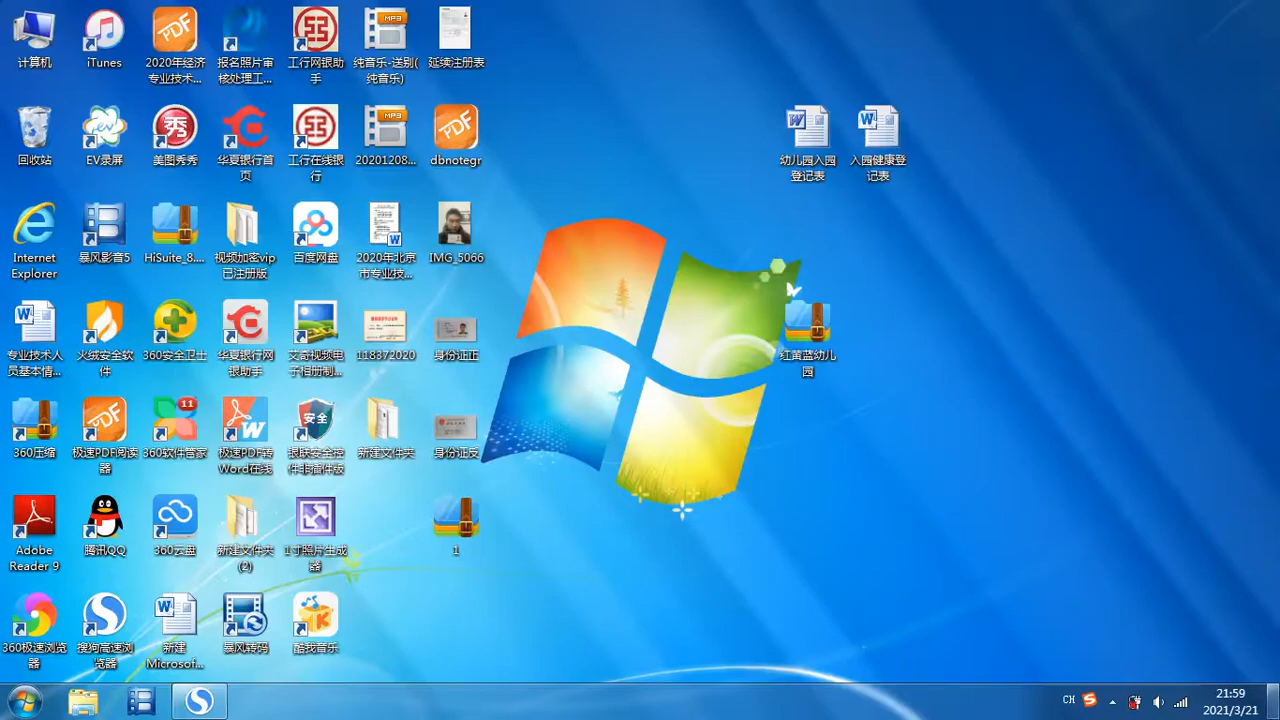 计算机
iTunes
2020年经济
专业技术...
报名照片审
核处理工...
工行网银助
手
纯音乐-送别(
纯音乐)
延续注册表
回收站
EV录屏
美图秀秀
华夏银行首
页
工行在线银
行
20201208...
dbnotegr
幼儿园入园
登记表
入园健康登
记表
Internet
Explorer
暴风影音5
HiSuite_8....
视频加密vip
已注册版
百度网盘
2020年北京
市专业技...
IMG_5066
专业技术人
员基本情...
火绒安全软
件
360安全卫士
华夏银行网
银助手
艾奇视频电
子相册制...
118372020
身份证正
红黄蓝幼儿
园
360压缩
极速PDF阅读
器
11
360软件管家
极速PDF转
Word在线
安全
银联安全控
件非插件版
新建文件夹
身份证反
Adobe
Reader 9
腾讯QQ
360云盘
新建文件夹
(2)
1寸照片生成
器
1
360极速浏览
器
搜狗高速浏
览器
新建
Microsof...
暴风转码
酷我音乐
CH
21:59
2021/3/21